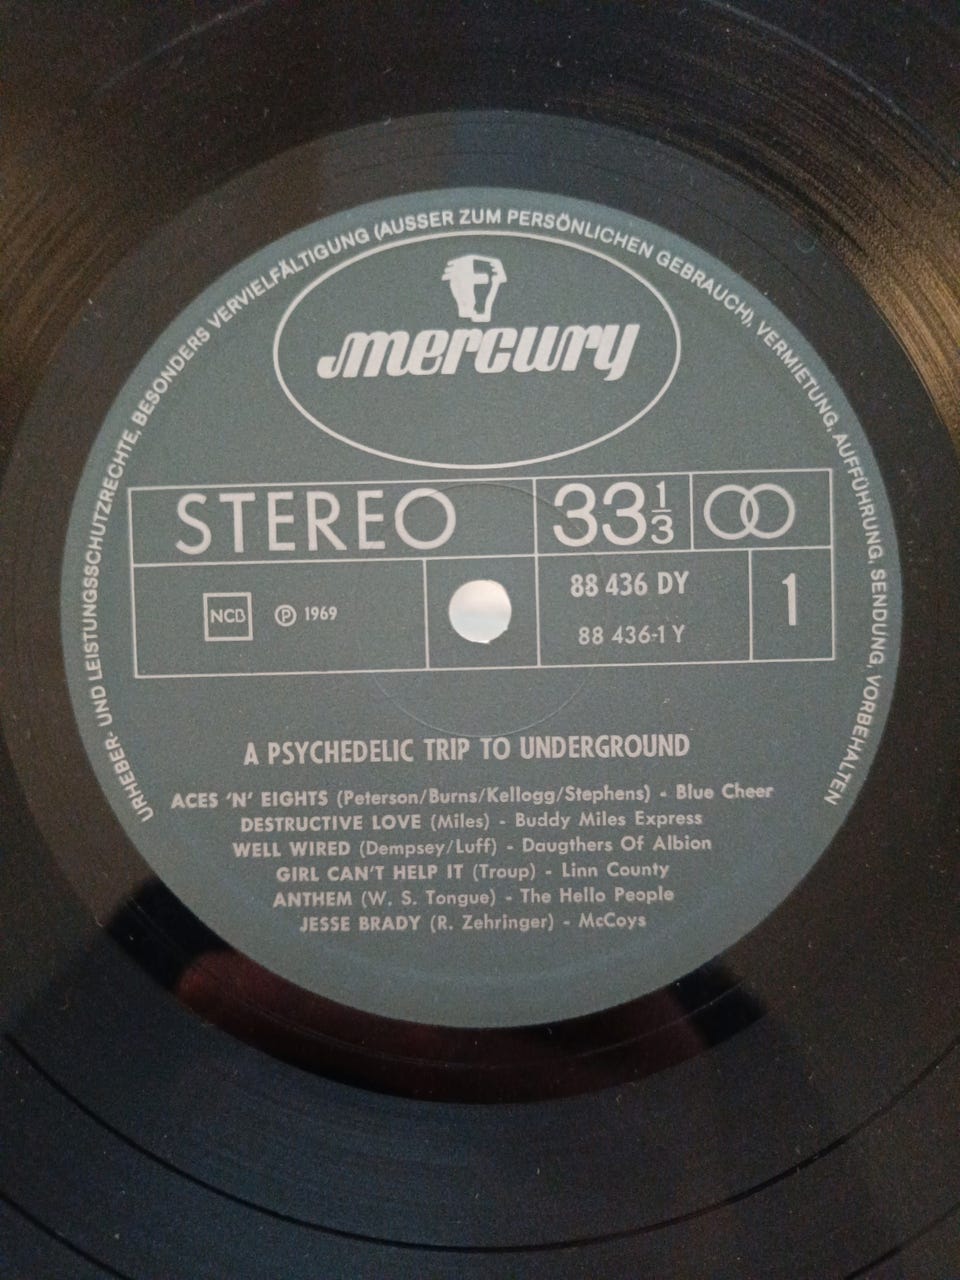 URHEBER- UND LEISTUNGSSCHUTZRECHTE, BESONDERS VERVIELFÄLTIGUNG (AUSSER ZUM PERSÖNLICHEN GEBRAUCH), VERMIETUNG, AUFFÜHRUNG, SENDUNG, VORBEHALTEN
mercury
STEREO 33 1/3
NCB ℗ 1969 88 436 DY 1
88 436-1 Y
A PSYCHEDELIC TRIP TO UNDERGROUND
ACES 'N' EIGHTS (Peterson/Burns/Kellogg/Stephens) - Blue Cheer
DESTRUCTIVE LOVE (Miles) - Buddy Miles Express
WELL WIRED (Dempsey/Luff) - Daugthers Of Albion
GIRL CAN'T HELP IT (Troup) - Linn County
ANTHEM (W. S. Tongue) - The Hello People
JESSE BRADY (R. Zehringer) - McCoys